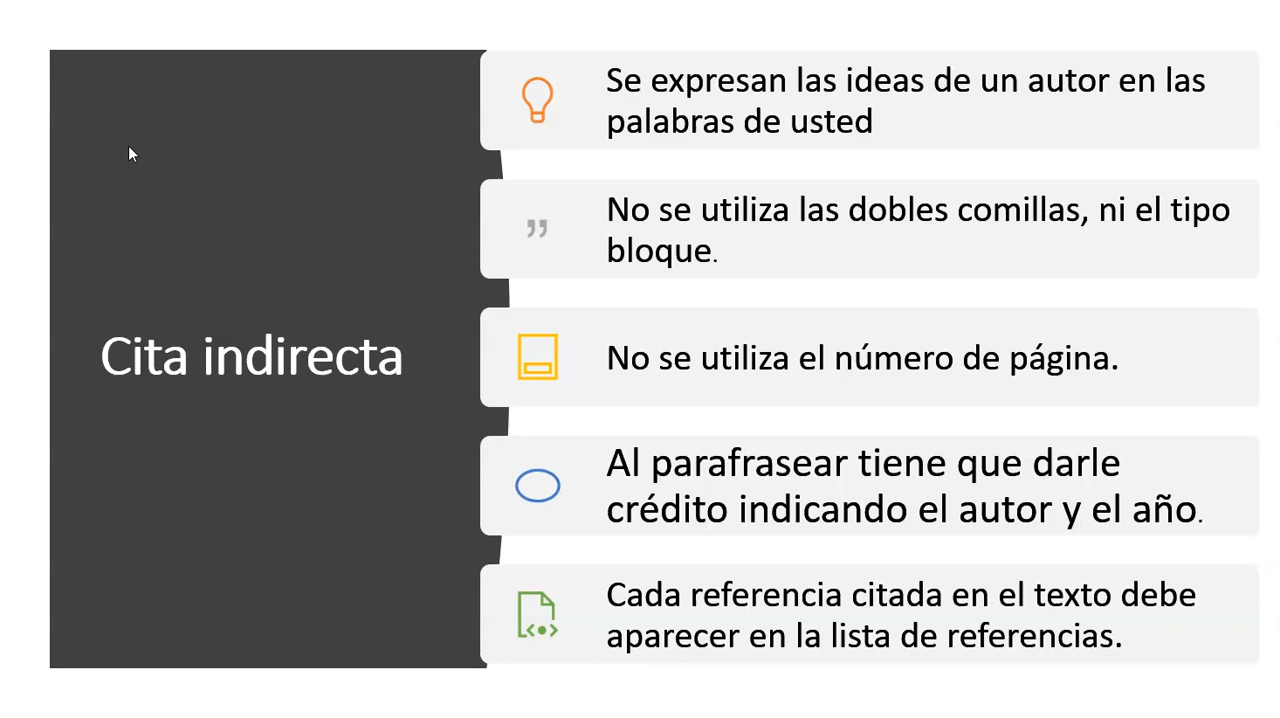 Cita indirecta
Se expresan las ideas de un autor en las
palabras de usted
No se utiliza las dobles comillas, ni el tipo
bloque.
No se utiliza el número de página.
Al parafrasear tiene que darle
crédito indicando el autor y el año.
Cada referencia citada en el texto debe
aparecer en la lista de referencias.